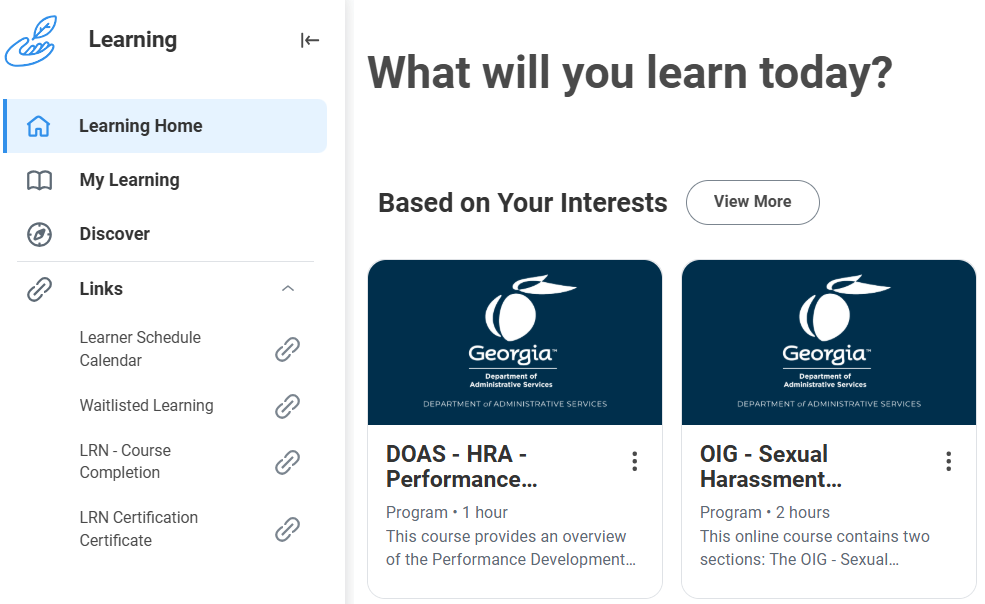 Learning
Learning Home
My Learning
Discover
Links
Learner Schedule
Calendar
Waitlisted Learning
LRN - Course
Completion
LRN Certification
Certificate
What will you learn today?
Based on Your Interests
View More
Georgia™
Department of
Administrative Services
DEPARTMENT of ADMINISTRATIVE SERVICES
DOAS - HRA -
Performance...
Program • 1 hour
This course provides an overview
of the Performance Development...
Georgia™
Department of
Administrative Services
DEPARTMENT of ADMINISTRATIVE SERVICES
OIG - Sexual
Harassment...
Program • 2 hours
This online course contains two
sections: The OIG - Sexual...